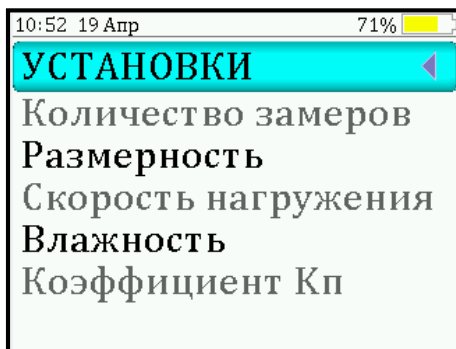 10:52 19 Апр 71%
УСТАНОВКИ
Количество замеров
Размерность
Скорость нагружения
Влажность
Коэффициент Кп